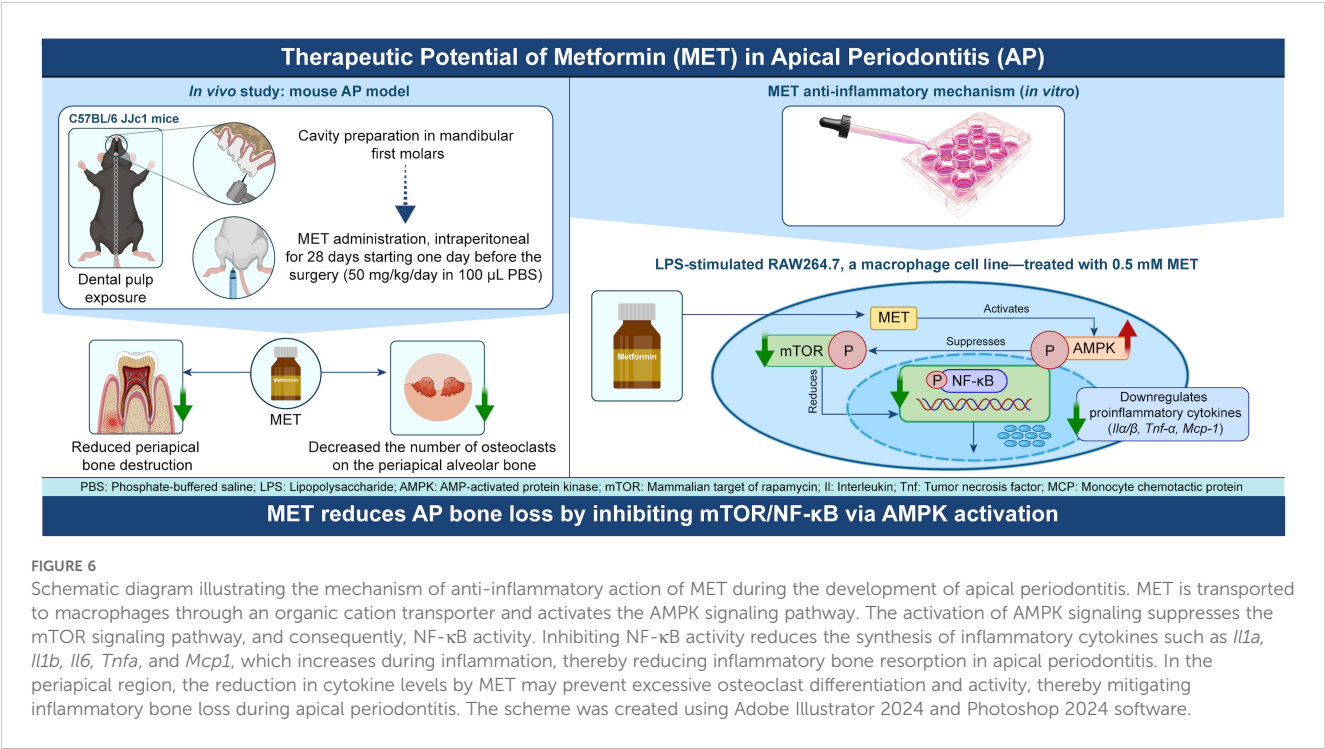 Therapeutic Potential of Metformin (MET) in Apical Periodontitis (AP)
In vivo study: mouse AP model
C57BL/6 JJc1 mice
Dental pulp
exposure
Cavity preparation in mandibular
first molars
MET administration, intraperitoneal
for 28 days starting one day before the
surgery (50 mg/kg/day in 100 µL PBS)
Metformin
MET
Reduced periapical
bone destruction
Decreased the number of osteoclasts
on the periapical alveolar bone
MET anti-inflammatory mechanism (in vitro)
LPS-stimulated RAW264.7, a macrophage cell line—treated with 0.5 mM MET
Metformin
MET
Activates
AMPK
P
Suppresses
mTOR
P
Reduces
P
NF-κB
Downregulates
proinflammatory cytokines
(Ilα/β, Tnf-α, Mcp-1)
PBS: Phosphate-buffered saline; LPS: Lipopolysaccharide; AMPK: AMP-activated protein kinase; mTOR: Mammalian target of rapamycin; Il: Interleukin; Tnf: Tumor necrosis factor; MCP: Monocyte chemotactic protein
MET reduces AP bone loss by inhibiting mTOR/NF-κB via AMPK activation
FIGURE 6
Schematic diagram illustrating the mechanism of anti-inflammatory action of MET during the development of apical periodontitis. MET is transported
to macrophages through an organic cation transporter and activates the AMPK signaling pathway. The activation of AMPK signaling suppresses the
mTOR signaling pathway, and consequently, NF-κB activity. Inhibiting NF-κB activity reduces the synthesis of inflammatory cytokines such as Il1a,
Il1b, Il6, Tnfa, and Mcp1, which increases during inflammation, thereby reducing inflammatory bone resorption in apical periodontitis. In the
periapical region, the reduction in cytokine levels by MET may prevent excessive osteoclast differentiation and activity, thereby mitigating
inflammatory bone loss during apical periodontitis. The scheme was created using Adobe Illustrator 2024 and Photoshop 2024 software.